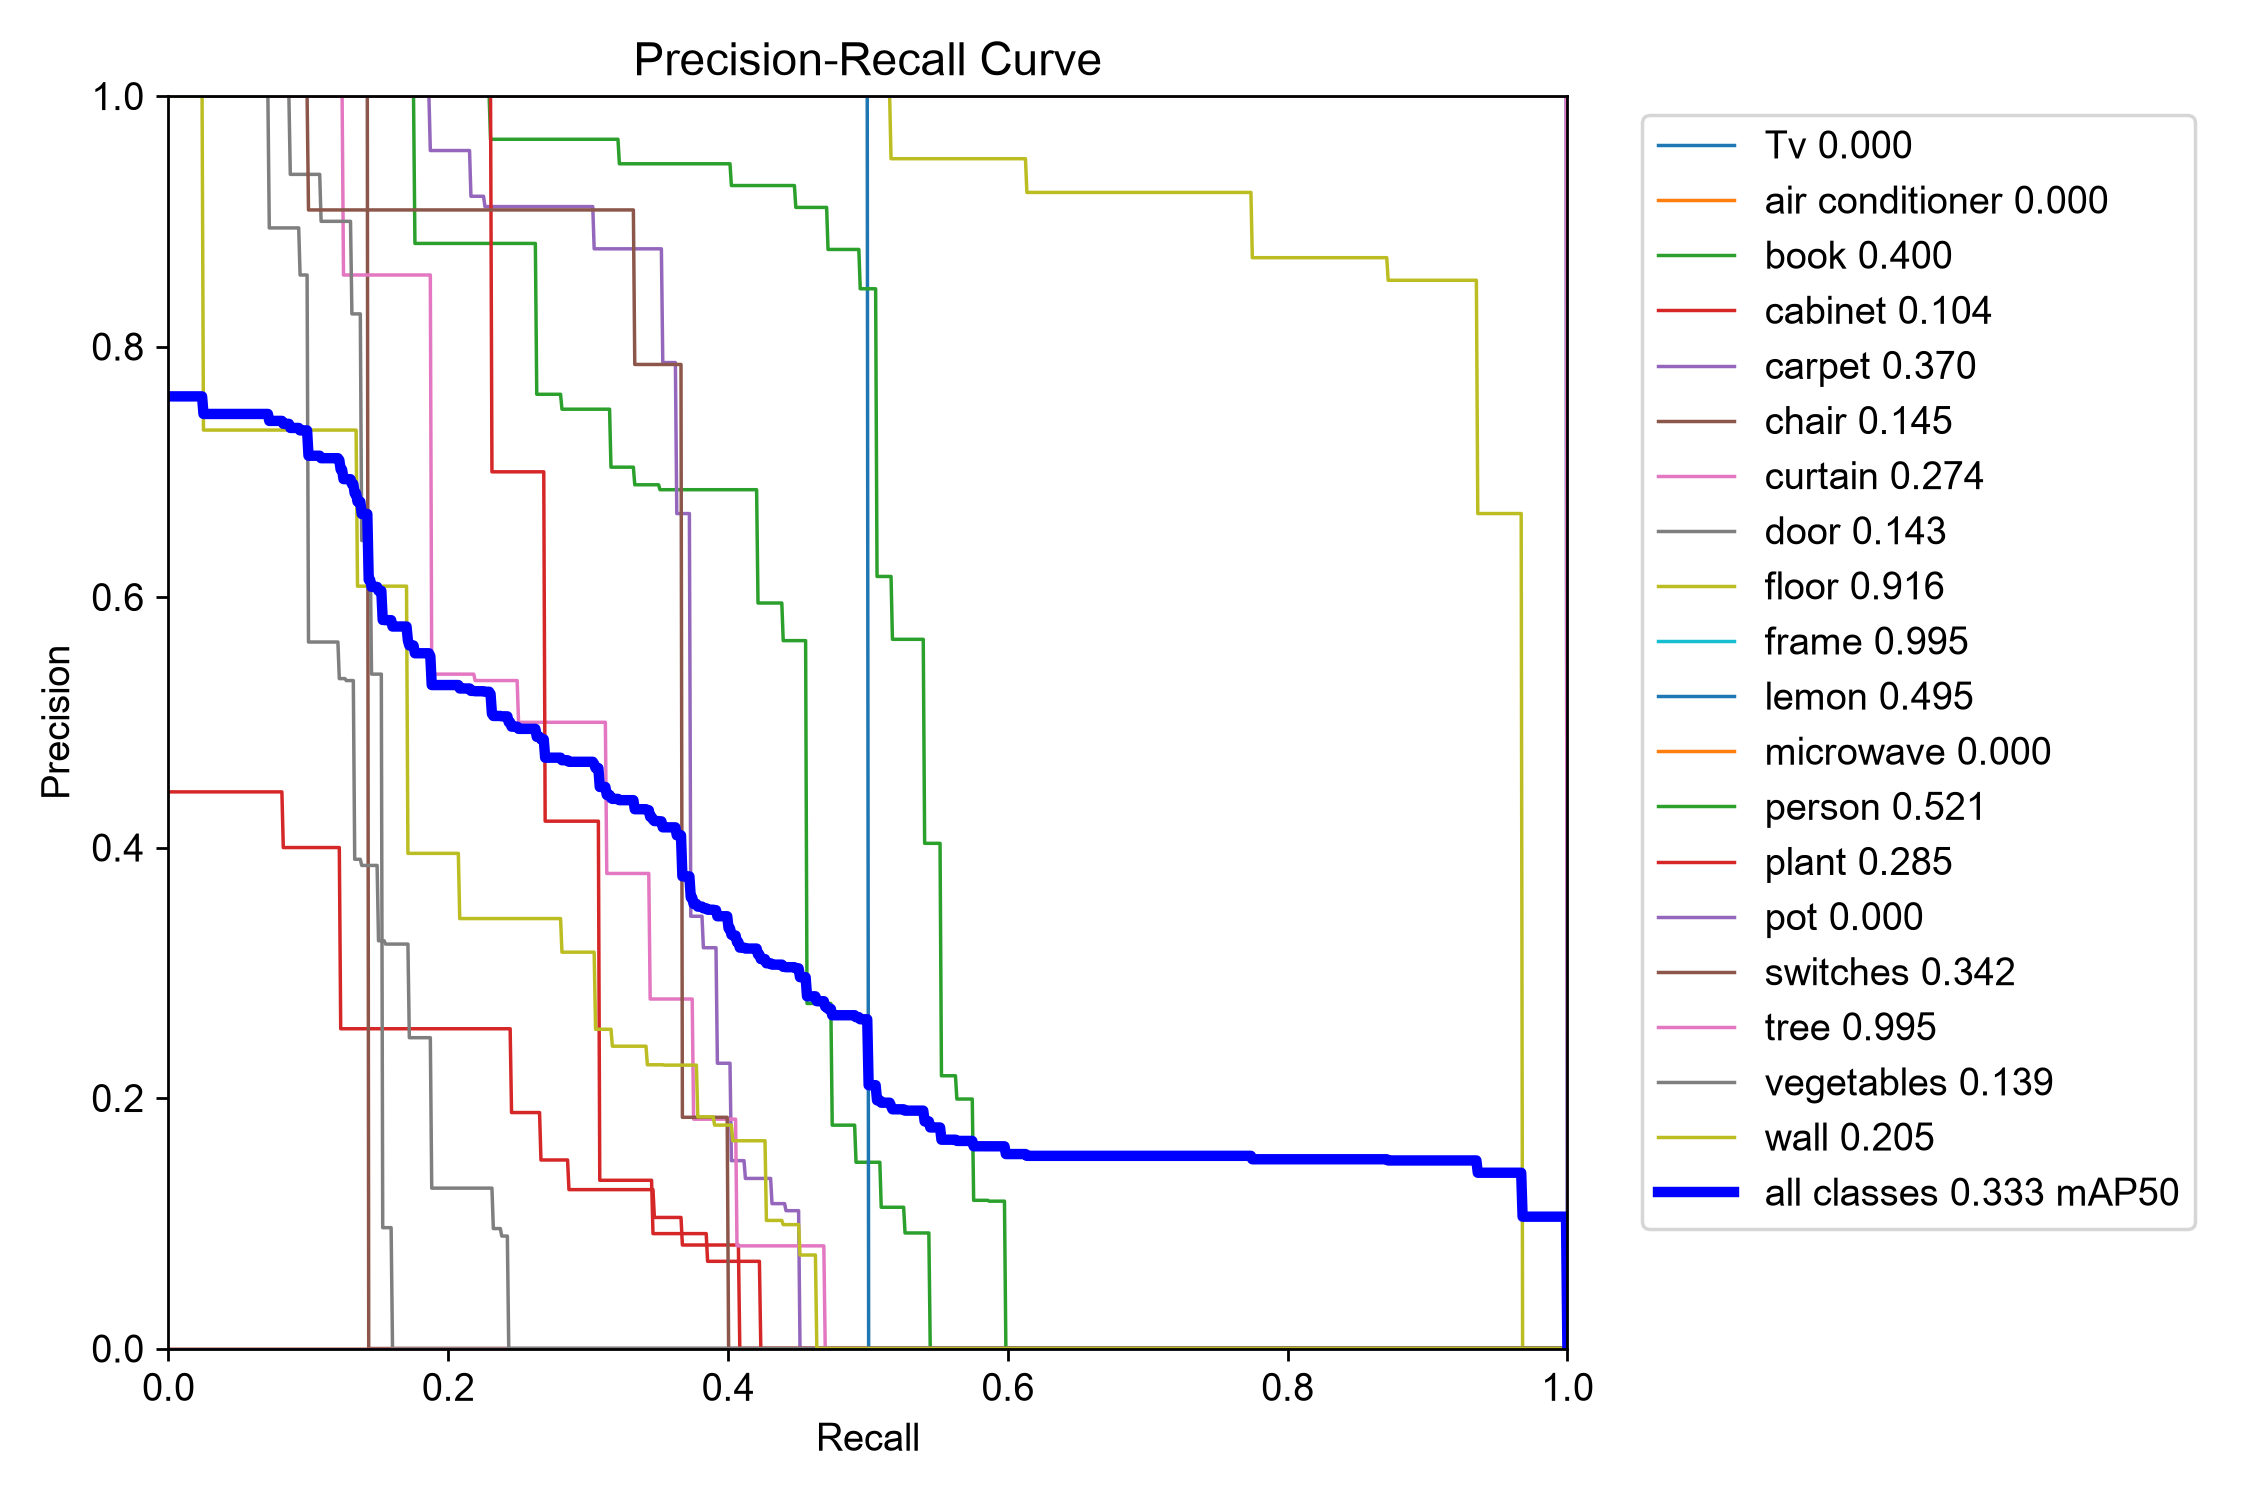 Precision-Recall Curve
1.0
0.8
0.6
0.4
0.2
0.0
Precision
0.0 0.2 0.4 0.6 0.8 1.0
Recall
Tv 0.000
air conditioner 0.000
book 0.400
cabinet 0.104
carpet 0.370
chair 0.145
curtain 0.274
door 0.143
floor 0.916
frame 0.995
lemon 0.495
microwave 0.000
person 0.521
plant 0.285
pot 0.000
switches 0.342
tree 0.995
vegetables 0.139
wall 0.205
all classes 0.333 mAP50